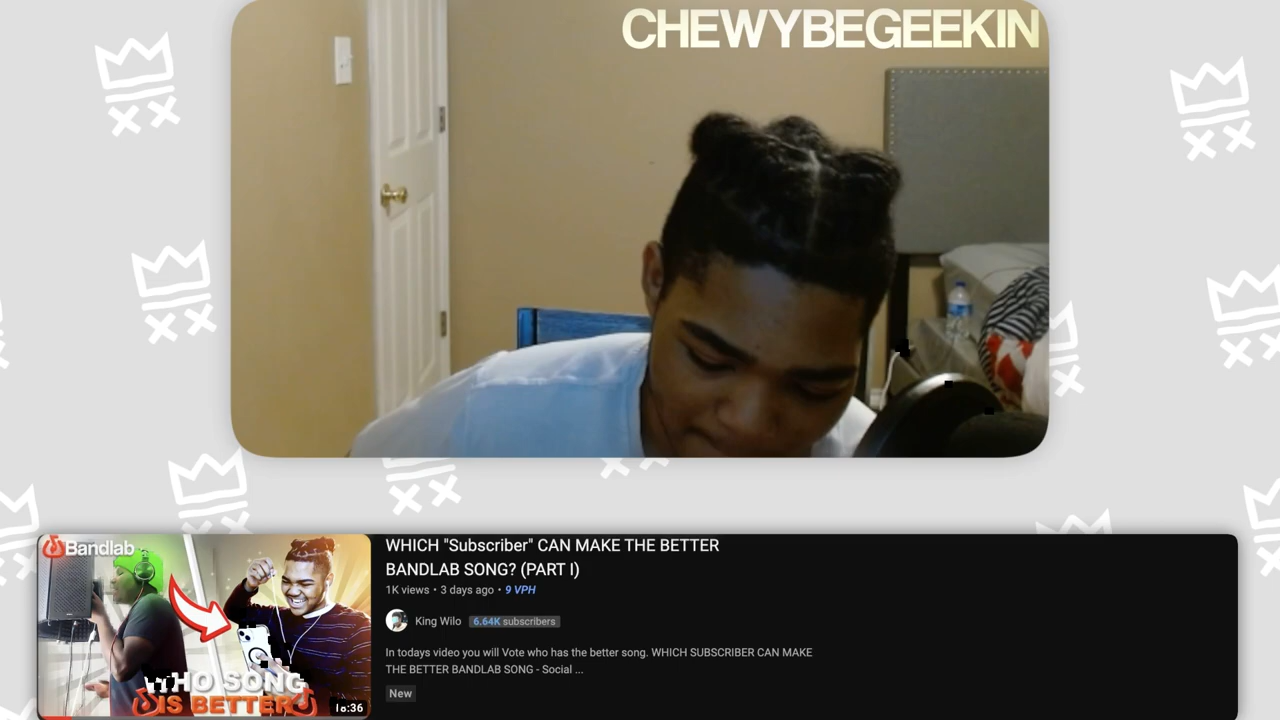 CHEWYBEGEEKIN
Bandlab
WHO SONG
IS BETTER
16:36
WHICH "Subscriber" CAN MAKE THE BETTER
BANDLAB SONG? (PART I)
1K views • 3 days ago • 9 VPH
King Wilo 6.64K subscribers
In todays video you will Vote who has the better song. WHICH SUBSCRIBER CAN MAKE
THE BETTER BANDLAB SONG - Social ...
New